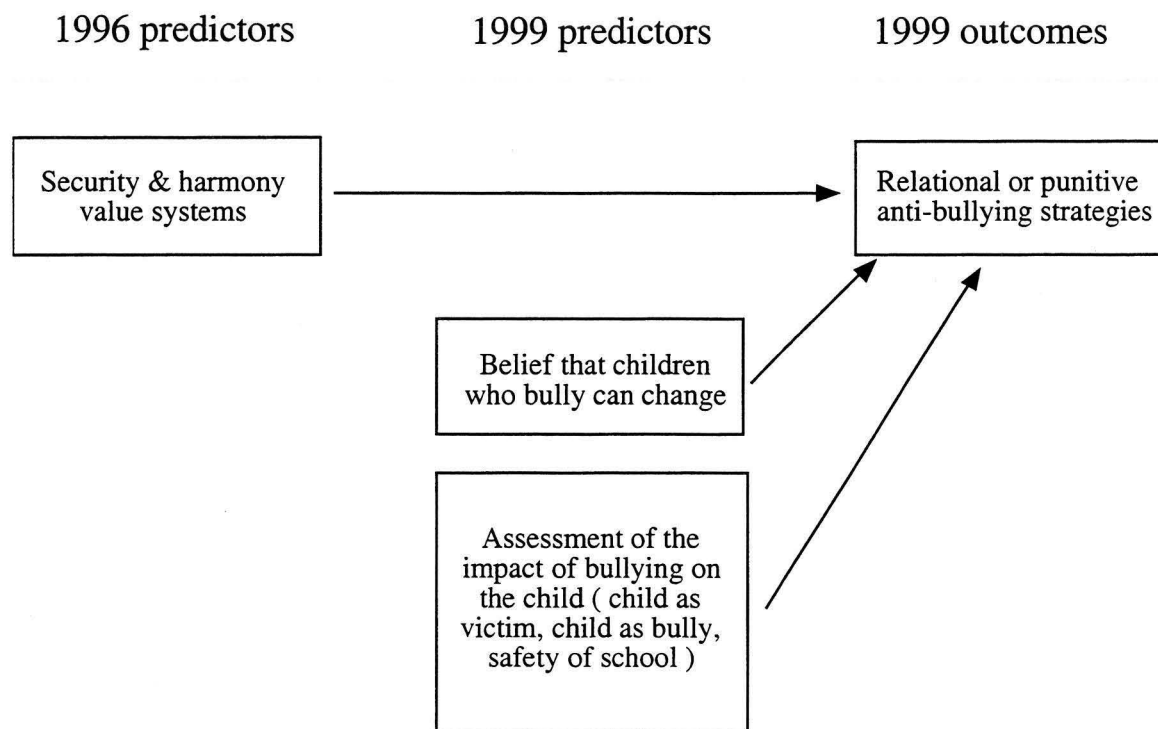 1996 predictors
1999 predictors
1999 outcomes
Security & harmony
value systems
Relational or punitive
anti-bullying strategies
Belief that children
who bully can change
Assessment of the
impact of bullying on
the child ( child as
victim, child as bully,
safety of school )